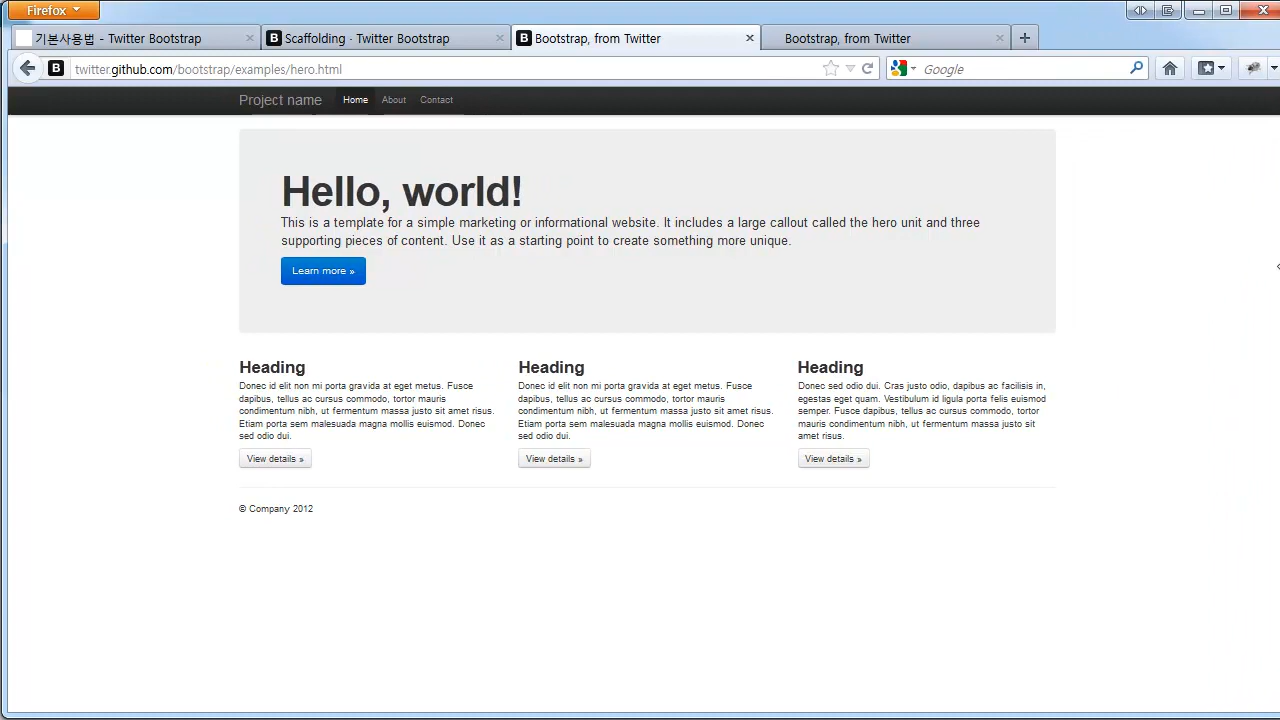 Firefox
기본사용법 - Twitter Bootstrap
Scaffolding · Twitter Bootstrap
Bootstrap, from Twitter
Bootstrap, from Twitter
twitter.github.com/bootstrap/examples/hero.html
Google
Project name Home About Contact
Hello, world!
This is a template for a simple marketing or informational website. It includes a large callout called the hero unit and three
supporting pieces of content. Use it as a starting point to create something more unique.
Learn more »
Heading
Donec id elit non mi porta gravida at eget metus. Fusce
dapibus, tellus ac cursus commodo, tortor mauris
condimentum nibh, ut fermentum massa justo sit amet risus.
Etiam porta sem malesuada magna mollis euismod. Donec
sed odio dui.
View details »
Heading
Donec id elit non mi porta gravida at eget metus. Fusce
dapibus, tellus ac cursus commodo, tortor mauris
condimentum nibh, ut fermentum massa justo sit amet risus.
Etiam porta sem malesuada magna mollis euismod. Donec
sed odio dui.
View details »
Heading
Donec sed odio dui. Cras justo odio, dapibus ac facilisis in,
egestas eget quam. Vestibulum id ligula porta felis euismod
semper. Fusce dapibus, tellus ac cursus commodo, tortor
mauris condimentum nibh, ut fermentum massa justo sit
amet risus.
View details »
© Company 2012